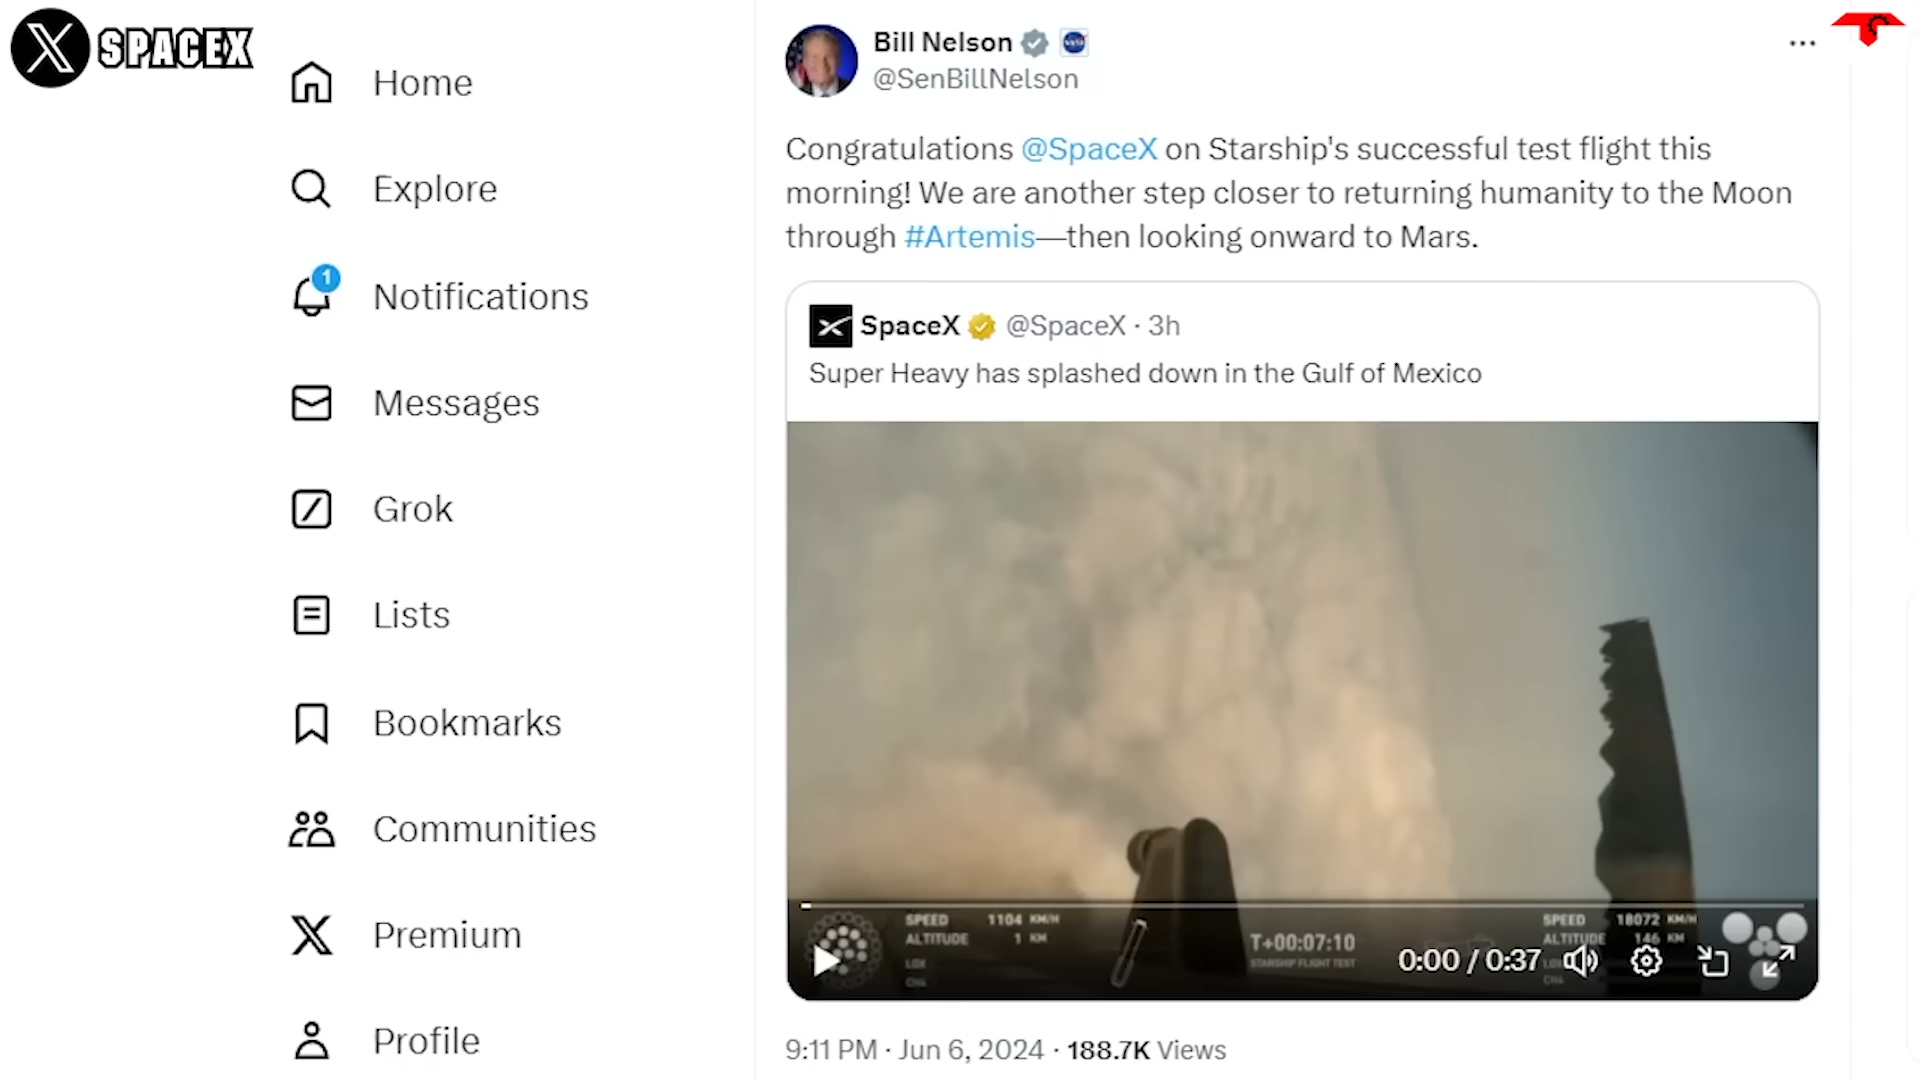 SPACEX
Home
Explore
1
Notifications
Messages
Grok
Lists
Bookmarks
Communities
Premium
Profile
Bill Nelson
@SenBillNelson
Congratulations @SpaceX on Starship's successful test flight this
morning! We are another step closer to returning humanity to the Moon
through #Artemis—then looking onward to Mars.
SpaceX @SpaceX · 3h
Super Heavy has splashed down in the Gulf of Mexico
SPEED 1104 KM/H
ALTITUDE 1 KM
LOX
CH4
T+00:07:10
STARSHIP FLIGHT TEST
0:00 / 0:37
SPEED 18072 KM/H
ALTITUDE 146 KM
LOX
CH4
9:11 PM · Jun 6, 2024 · 188.7K Views